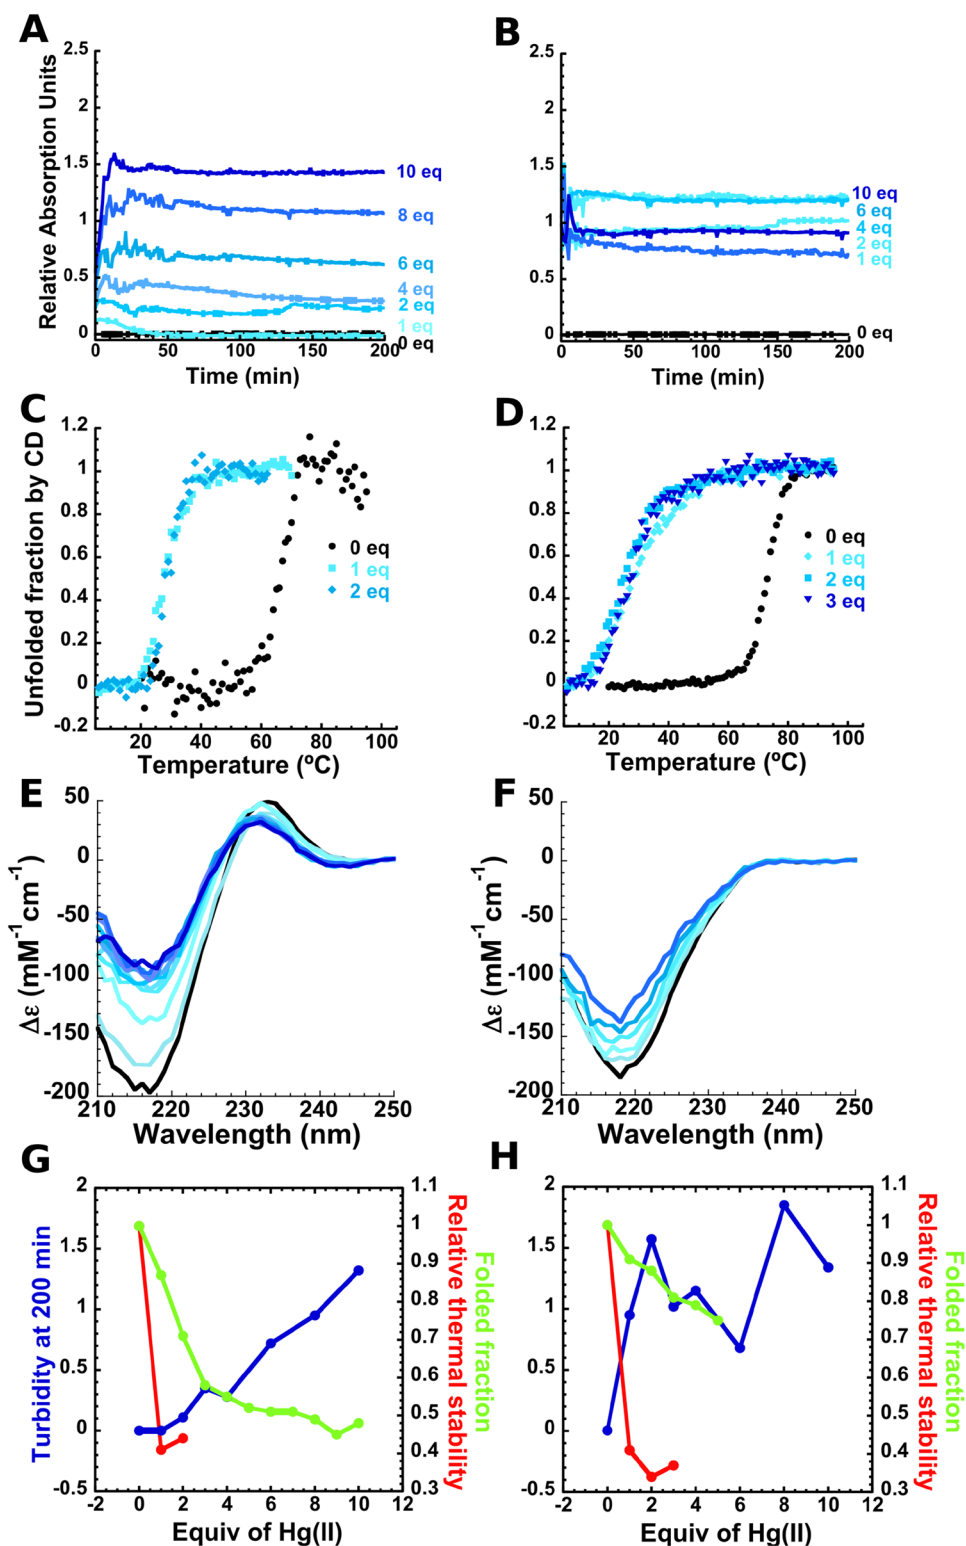 A
Relative Absorption Units
2.5
2
1.5
1
0.5
0
10 eq
8 eq
6 eq
4 eq
2 eq
1 eq
0 eq
0 50 100 150 200
Time (min)
B
2.5
2
1.5
1
0.5
0
10 eq
6 eq
4 eq
2 eq
1 eq
0 eq
0 50 100 150 200
Time (min)
C
Unfolded fraction by CD
1.2
1
0.8
0.6
0.4
0.2
0
-0.2
0 eq
1 eq
2 eq
20 40 60 80 100
Temperature (ºC)
D
1.2
1
0.8
0.6
0.4
0.2
0
-0.2
0 eq
1 eq
2 eq
3 eq
20 40 60 80 100
Temperature (ºC)
E
Δε (mM⁻¹cm⁻¹)
50
0
-50
-100
-150
-200
210 220 230 240 250
Wavelength (nm)
F
Δε (mM⁻¹cm⁻¹)
50
0
-50
-100
-150
-200
210 220 230 240 250
Wavelength (nm)
G
Turbidity at 200 min
2
1.5
1
0.5
0
-0.5
1.1
1
0.9
0.8
0.7
0.6
0.5
0.4
0.3
Relative thermal stability
Folded fraction
-2 0 2 4 6 8 10 12
Equiv of Hg(II)
H
2
1.5
1
0.5
0
-0.5
1.1
1
0.9
0.8
0.7
0.6
0.5
0.4
0.3
Relative thermal stability
Folded fraction
-2 0 2 4 6 8 10 12
Equiv of Hg(II)